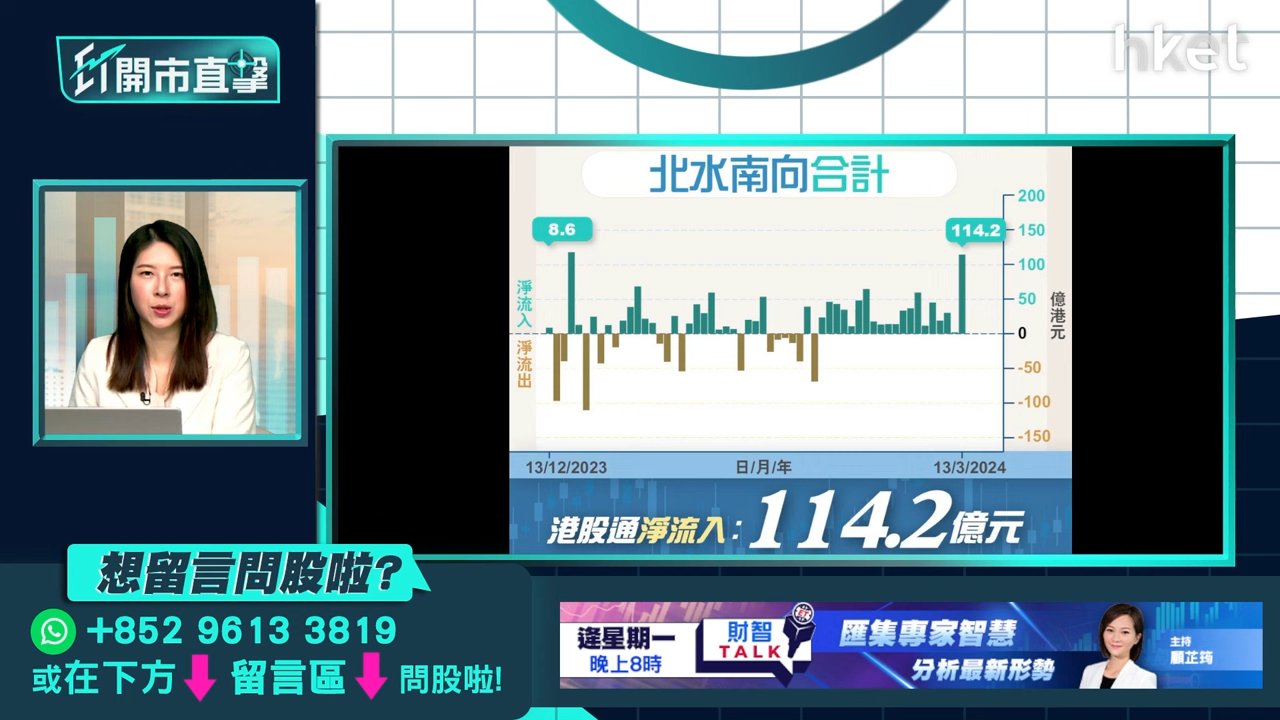 ET開市直擊
hket
北水南向合計
8.6
114.2
200
150
100
50
0
-50
-100
-150
淨流入
淨流出
億港元
13/12/2023
日/月/年
13/3/2024
港股通淨流入：114.2億元
想留言問股啦?
+852 9613 3819
或在下方 留言區 問股啦!
逢星期一
晚上8時
財智
TALK
匯集專家智慧
分析最新形勢
主持
顧芷筠